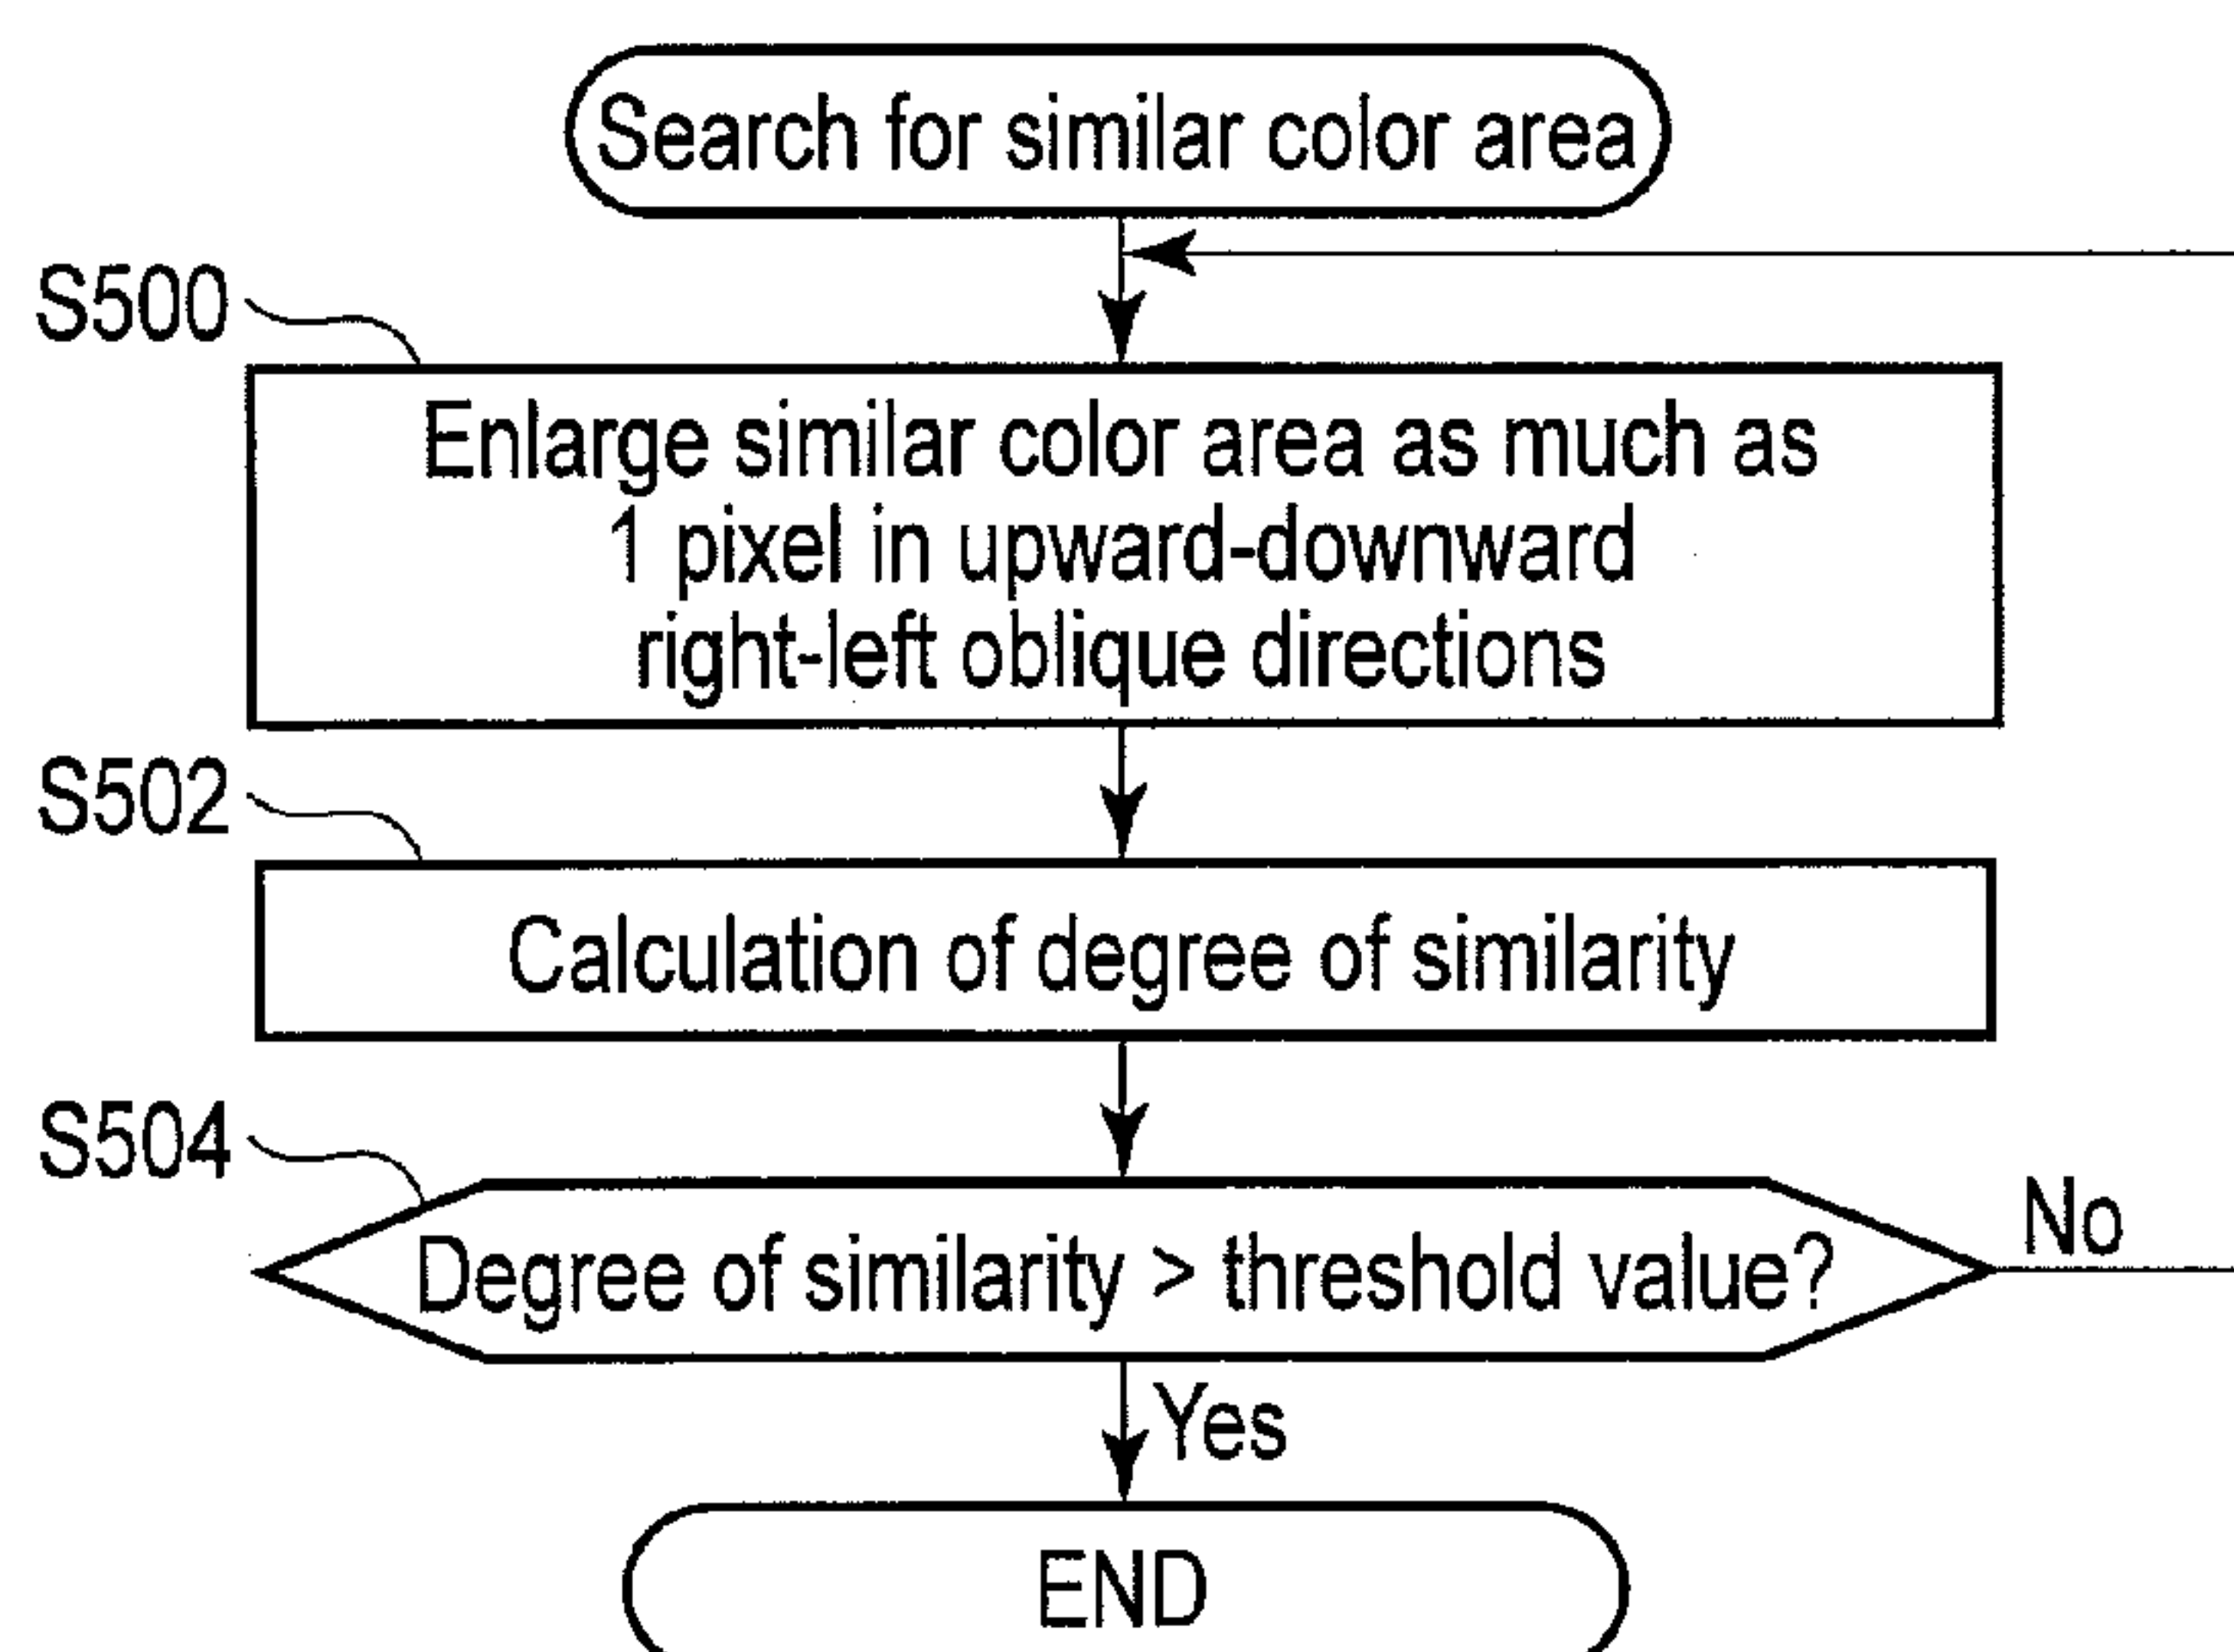 Search for similar color area
S500
Enlarge similar color area as much as
1 pixel in upward-downward
right-left oblique directions
S502
Calculation of degree of similarity
S504
Degree of similarity > threshold value?
No
Yes
END